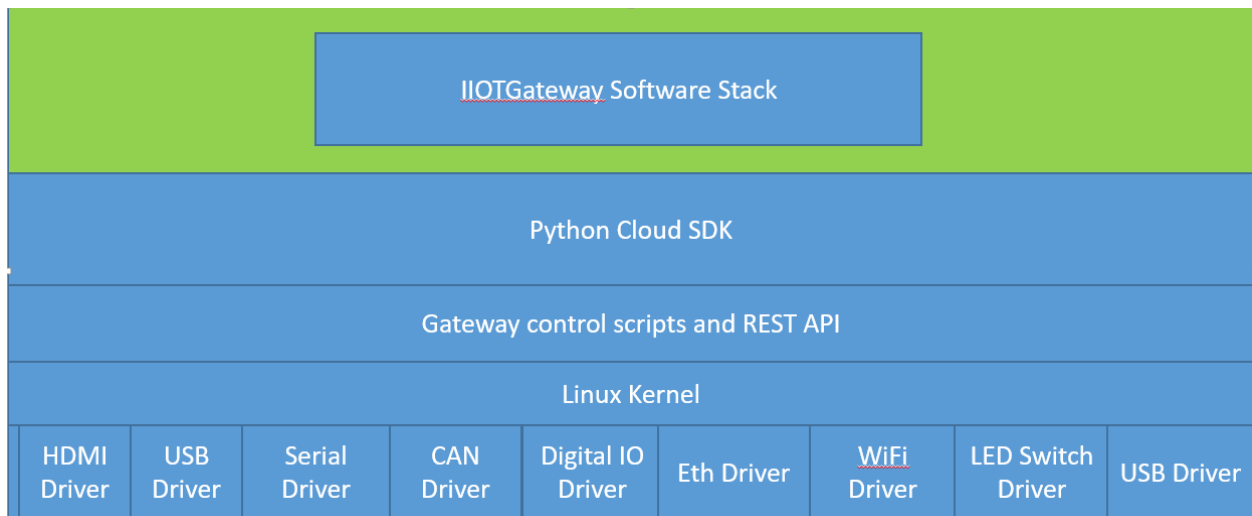 IIOTGateway Software Stack
Python Cloud SDK
Gateway control scripts and REST API
Linux Kernel
HDMI
Driver
USB
Driver
Serial
Driver
CAN
Driver
Digital IO
Driver
Eth Driver
WiFi
Driver
LED Switch
Driver
USB Driver